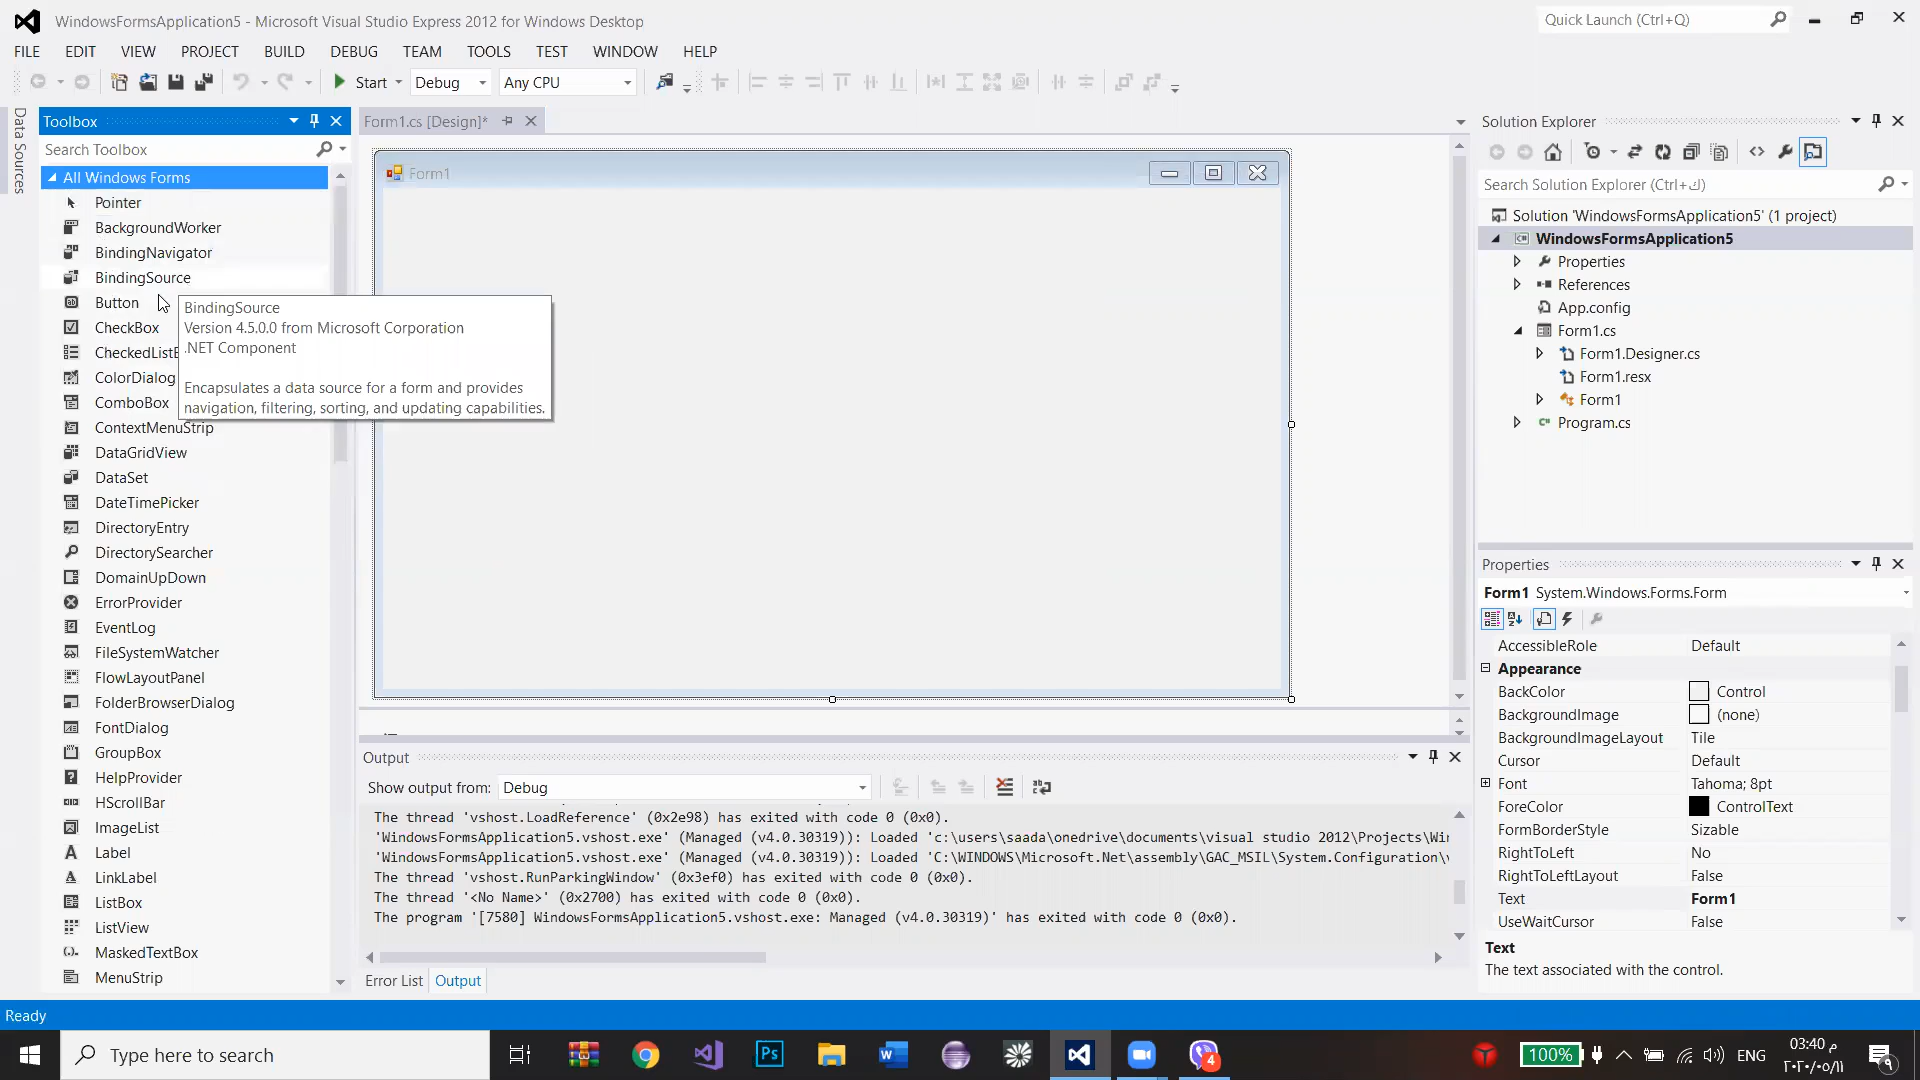 WindowsFormsApplication5 - Microsoft Visual Studio Express 2012 for Windows Desktop
Quick Launch (Ctrl+Q)
FILE EDIT VIEW PROJECT BUILD DEBUG TEAM TOOLS TEST WINDOW HELP
Start Debug Any CPU
Data Sources
Toolbox
Search Toolbox
All Windows Forms
Pointer
BackgroundWorker
BindingNavigator
BindingSource
Button
CheckBox
CheckedListB
ColorDialog
ComboBox
ContextMenuStrip
DataGridView
DataSet
DateTimePicker
DirectoryEntry
DirectorySearcher
DomainUpDown
ErrorProvider
EventLog
FileSystemWatcher
FlowLayoutPanel
FolderBrowserDialog
FontDialog
GroupBox
HelpProvider
HScrollBar
ImageList
Label
LinkLabel
ListBox
ListView
MaskedTextBox
MenuStrip
BindingSource
Version 4.5.0.0 from Microsoft Corporation
.NET Component
Encapsulates a data source for a form and provides
navigation, filtering, sorting, and updating capabilities.
Form1.cs [Design]*
Form1
Output
Show output from: Debug
The thread 'vshost.LoadReference' (0x2e98) has exited with code 0 (0x0).
'WindowsFormsApplication5.vshost.exe' (Managed (v4.0.30319)): Loaded 'c:\users\saada\onedrive\documents\visual studio 2012\Projects\Wi
'WindowsFormsApplication5.vshost.exe' (Managed (v4.0.30319)): Loaded 'C:\WINDOWS\Microsoft.Net\assembly\GAC_MSIL\System.Configuration\
The thread 'vshost.RunParkingWindow' (0x3ef0) has exited with code 0 (0x0).
The thread '<No Name>' (0x2700) has exited with code 0 (0x0).
The program '[7580] WindowsFormsApplication5.vshost.exe: Managed (v4.0.30319)' has exited with code 0 (0x0).
Error List Output
Solution Explorer
Search Solution Explorer (Ctrl+ك)
Solution 'WindowsFormsApplication5' (1 project)
WindowsFormsApplication5
Properties
References
App.config
Form1.cs
Form1.Designer.cs
Form1.resx
Form1
Program.cs
Properties
Form1 System.Windows.Forms.Form
AccessibleRole Default
Appearance
BackColor Control
BackgroundImage (none)
BackgroundImageLayout Tile
Cursor Default
Font Tahoma; 8pt
ForeColor ControlText
FormBorderStyle Sizable
RightToLeft No
RightToLeftLayout False
Text Form1
UseWaitCursor False
Text
The text associated with the control.
Ready
Type here to search
Ps
4
100%
ENG
03:40 م
٢٠٢٠/٠٥/١١
٩